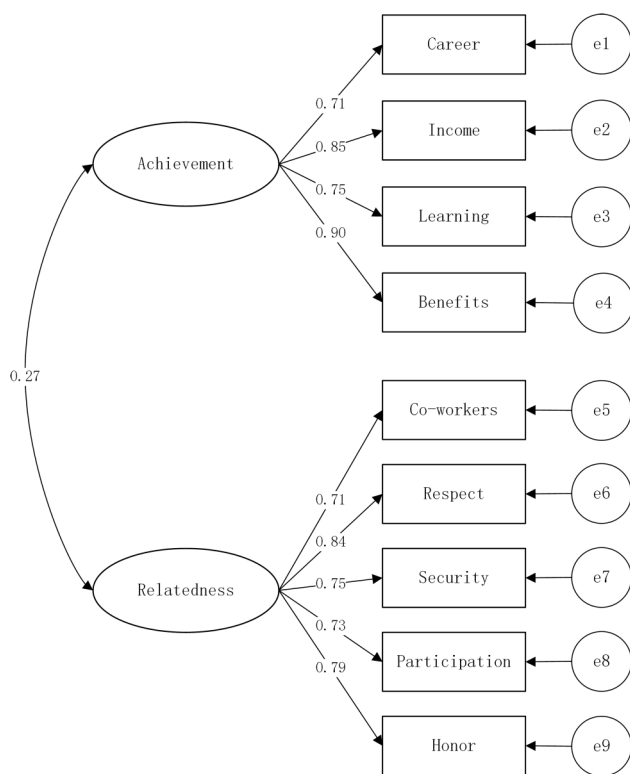 Career
e1
0.71
Income
e2
0.85
Achievement
0.75
Learning
e3
0.90
Benefits
e4
0.27
Co-workers
e5
0.71
Respect
e6
0.84
Security
e7
0.75
Relatedness
0.73
Participation
e8
0.79
Honor
e9